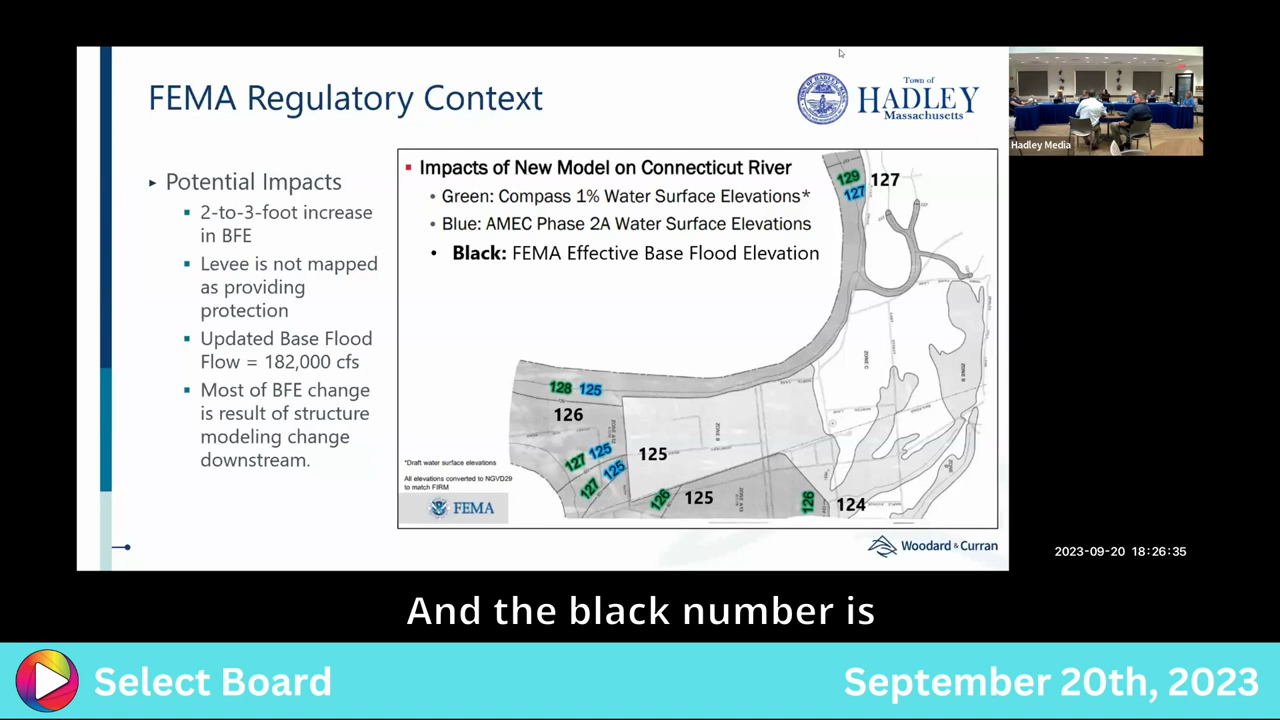 FEMA Regulatory Context
TOWN OF HADLEY
Town of
HADLEY
Massachusetts
Hadley Media
▸ Potential Impacts
▪ 2-to-3-foot increase
in BFE
▪ Levee is not mapped
as providing
protection
▪ Updated Base Flood
Flow = 182,000 cfs
▪ Most of BFE change
is result of structure
modeling change
downstream.
▪ Impacts of New Model on Connecticut River
• Green: Compass 1% Water Surface Elevations*
• Blue: AMEC Phase 2A Water Surface Elevations
• Black: FEMA Effective Base Flood Elevation
129
127
127
128 125
126
127 125
127 125
125
126
125
126
124
ZONE C
ZONE B
ZONE B
*Draft water surface elevations
All elevations converted to NGVD29
to match FIRM
FEMA
Woodard & Curran
2023-09-20 18:26:35
And the black number is
Select Board
September 20th, 2023